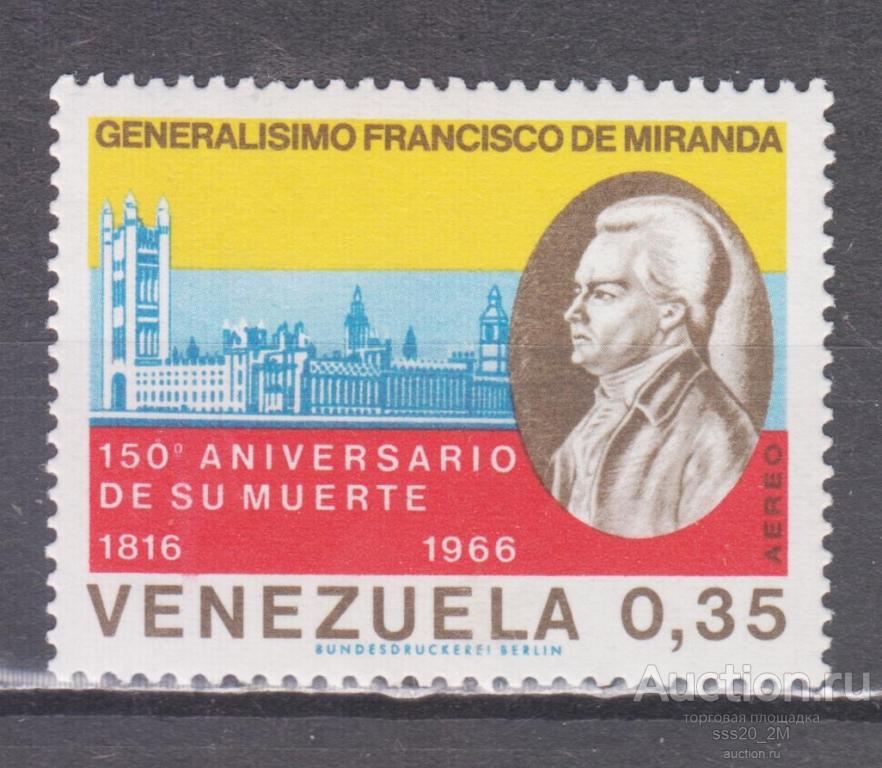 GENERALISIMO FRANCISCO DE MIRANDA
150º ANIVERSARIO
DE SU MUERTE
1816 1966
AEREO
VENEZUELA 0,35
BUNDESDRUCKEREI BERLIN
Auction.ru
торговая площадка
sss20_2M
auction.ru